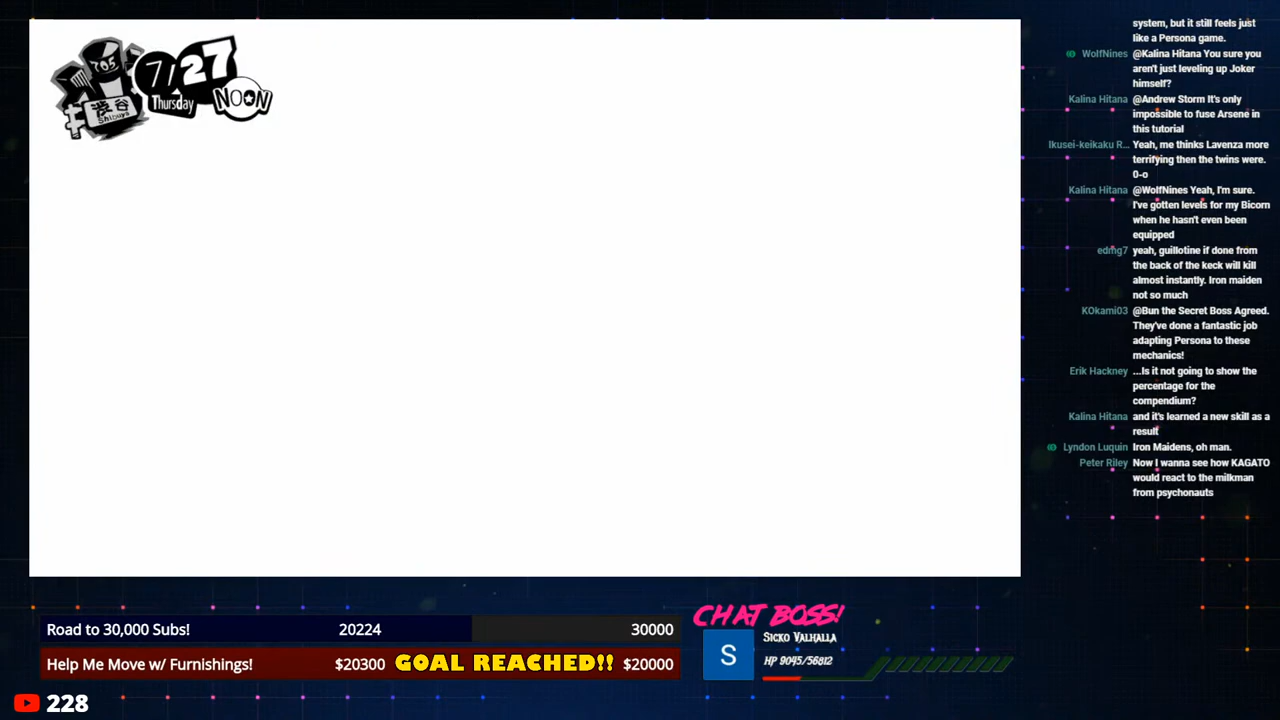 705
渋谷
Shibuya
7/27
Thursday
NOON
system, but it still feels just
like a Persona game.
WolfNines @Kalina Hitana You sure you
aren't just leveling up Joker
himself?
Kalina Hitana @Andrew Storm It's only
impossible to fuse Arsene in
this tutorial
Ikusei-keikaku R... Yeah, me thinks Lavenza more
terrifying then the twins were.
0-o
Kalina Hitana @WolfNines Yeah, I'm sure.
I've gotten levels for my Bicorn
when he hasn't even been
equipped
edmg7 yeah, guillotine if done from
the back of the keck will kill
almost instantly. Iron maiden
not so much
KOkami03 @Bun the Secret Boss Agreed.
They've done a fantastic job
adapting Persona to these
mechanics!
Erik Hackney ...Is it not going to show the
percentage for the
compendium?
Kalina Hitana and it's learned a new skill as a
result
Lyndon Luquin Iron Maidens, oh man.
Peter Riley Now I wanna see how KAGATO
would react to the milkman
from psychonauts
Road to 30,000 Subs! 20224 30000
Help Me Move w/ Furnishings! $20300 GOAL REACHED!! $20000
CHAT BOSS!
S
Sicko Valhalla
HP 9045/56812
228